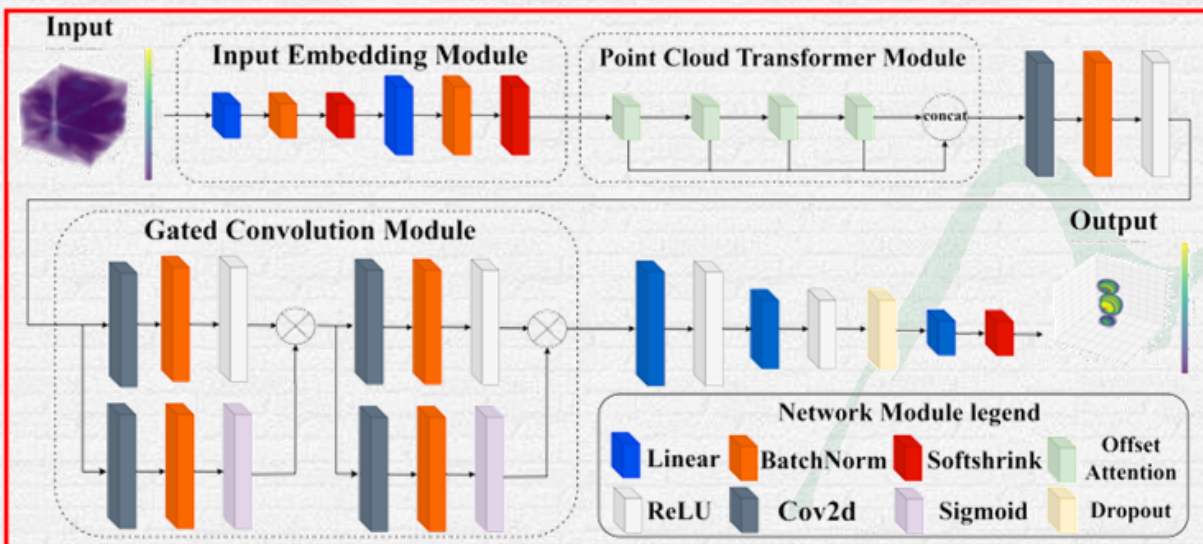 Input
Input Embedding Module
Point Cloud Transformer Module
concat
Gated Convolution Module
Output
Network Module legend
Linear
BatchNorm
Softshrink
Offset
Attention
ReLU
Cov2d
Sigmoid
Dropout